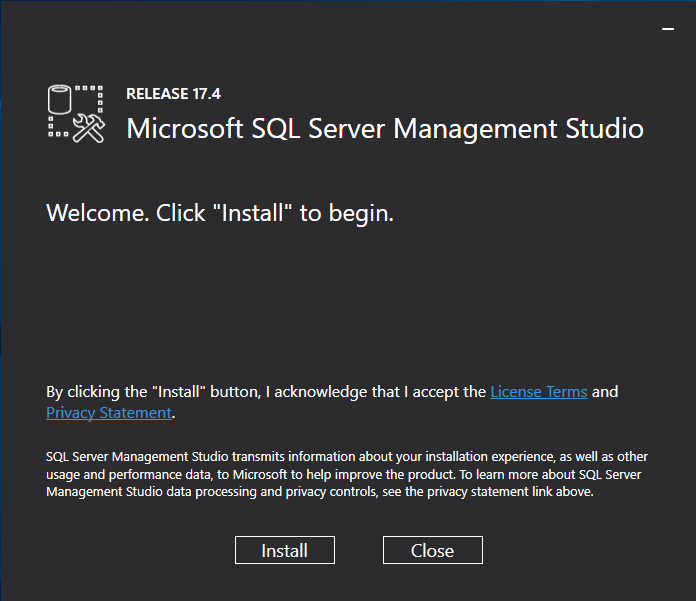 RELEASE 17.4
Microsoft SQL Server Management Studio
Welcome. Click "Install" to begin.
By clicking the "Install" button, I acknowledge that I accept the License Terms and
Privacy Statement.
SQL Server Management Studio transmits information about your installation experience, as well as other
usage and performance data, to Microsoft to help improve the product. To learn more about SQL Server
Management Studio data processing and privacy controls, see the privacy statement link above.
Install
Close